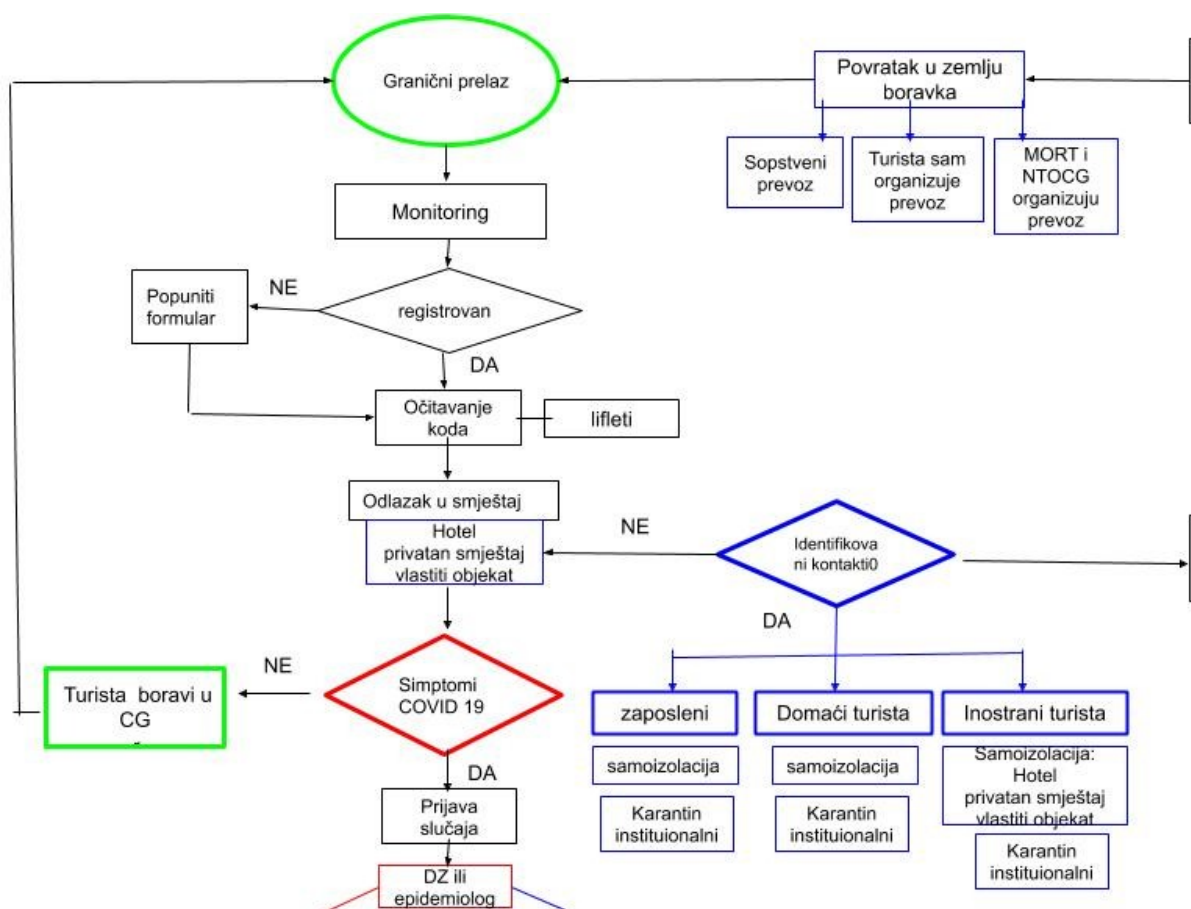 Granični prelaz
Povratak u zemlju
boravka
Sopstveni
prevoz
Turista sam
organizuje
prevoz
MORT i
NTOCG
organizuju
prevoz
Monitoring
NE
Popuniti
formular
registrovan
DA
Očitavanje
koda
lifleti
Odlazak u smještaj
Hotel
privatan smještaj
vlastiti objekat
NE
Identifikova
ni kontakti0
DA
NE
Turista boravi u
CG
Simptomi
COVID 19
zaposleni
Domaći turista
Inostrani turista
samoizolacija
samoizolacija
Samoizolacija:
Hotel
privatan smještaj
vlastiti objekat
Karantin
instituionalni
Karantin
instituionalni
Karantin
instituionalni
DA
Prijava
slučaja
DZ ili
epidemiolog